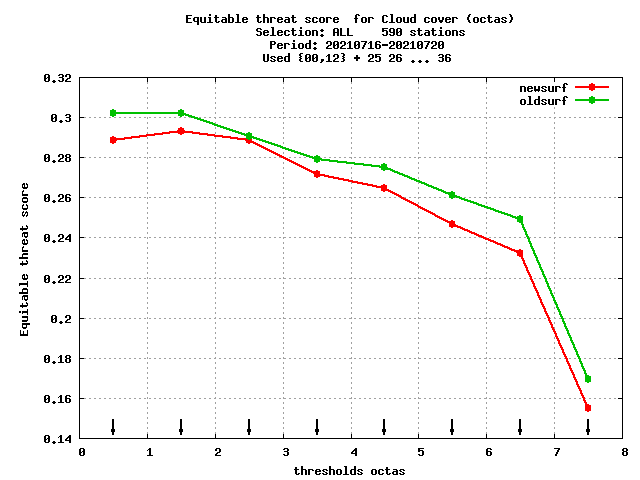 Equitable threat score  for Cloud cover (octas)
Selection: ALL    590 stations
Period: 20210716-20210720
Used {00,12} + 25 26 ... 36
newsurf
oldsurf
Equitable threat score
0.32
0.3
0.28
0.26
0.24
0.22
0.2
0.18
0.16
0.14
0 1 2 3 4 5 6 7 8
thresholds octas